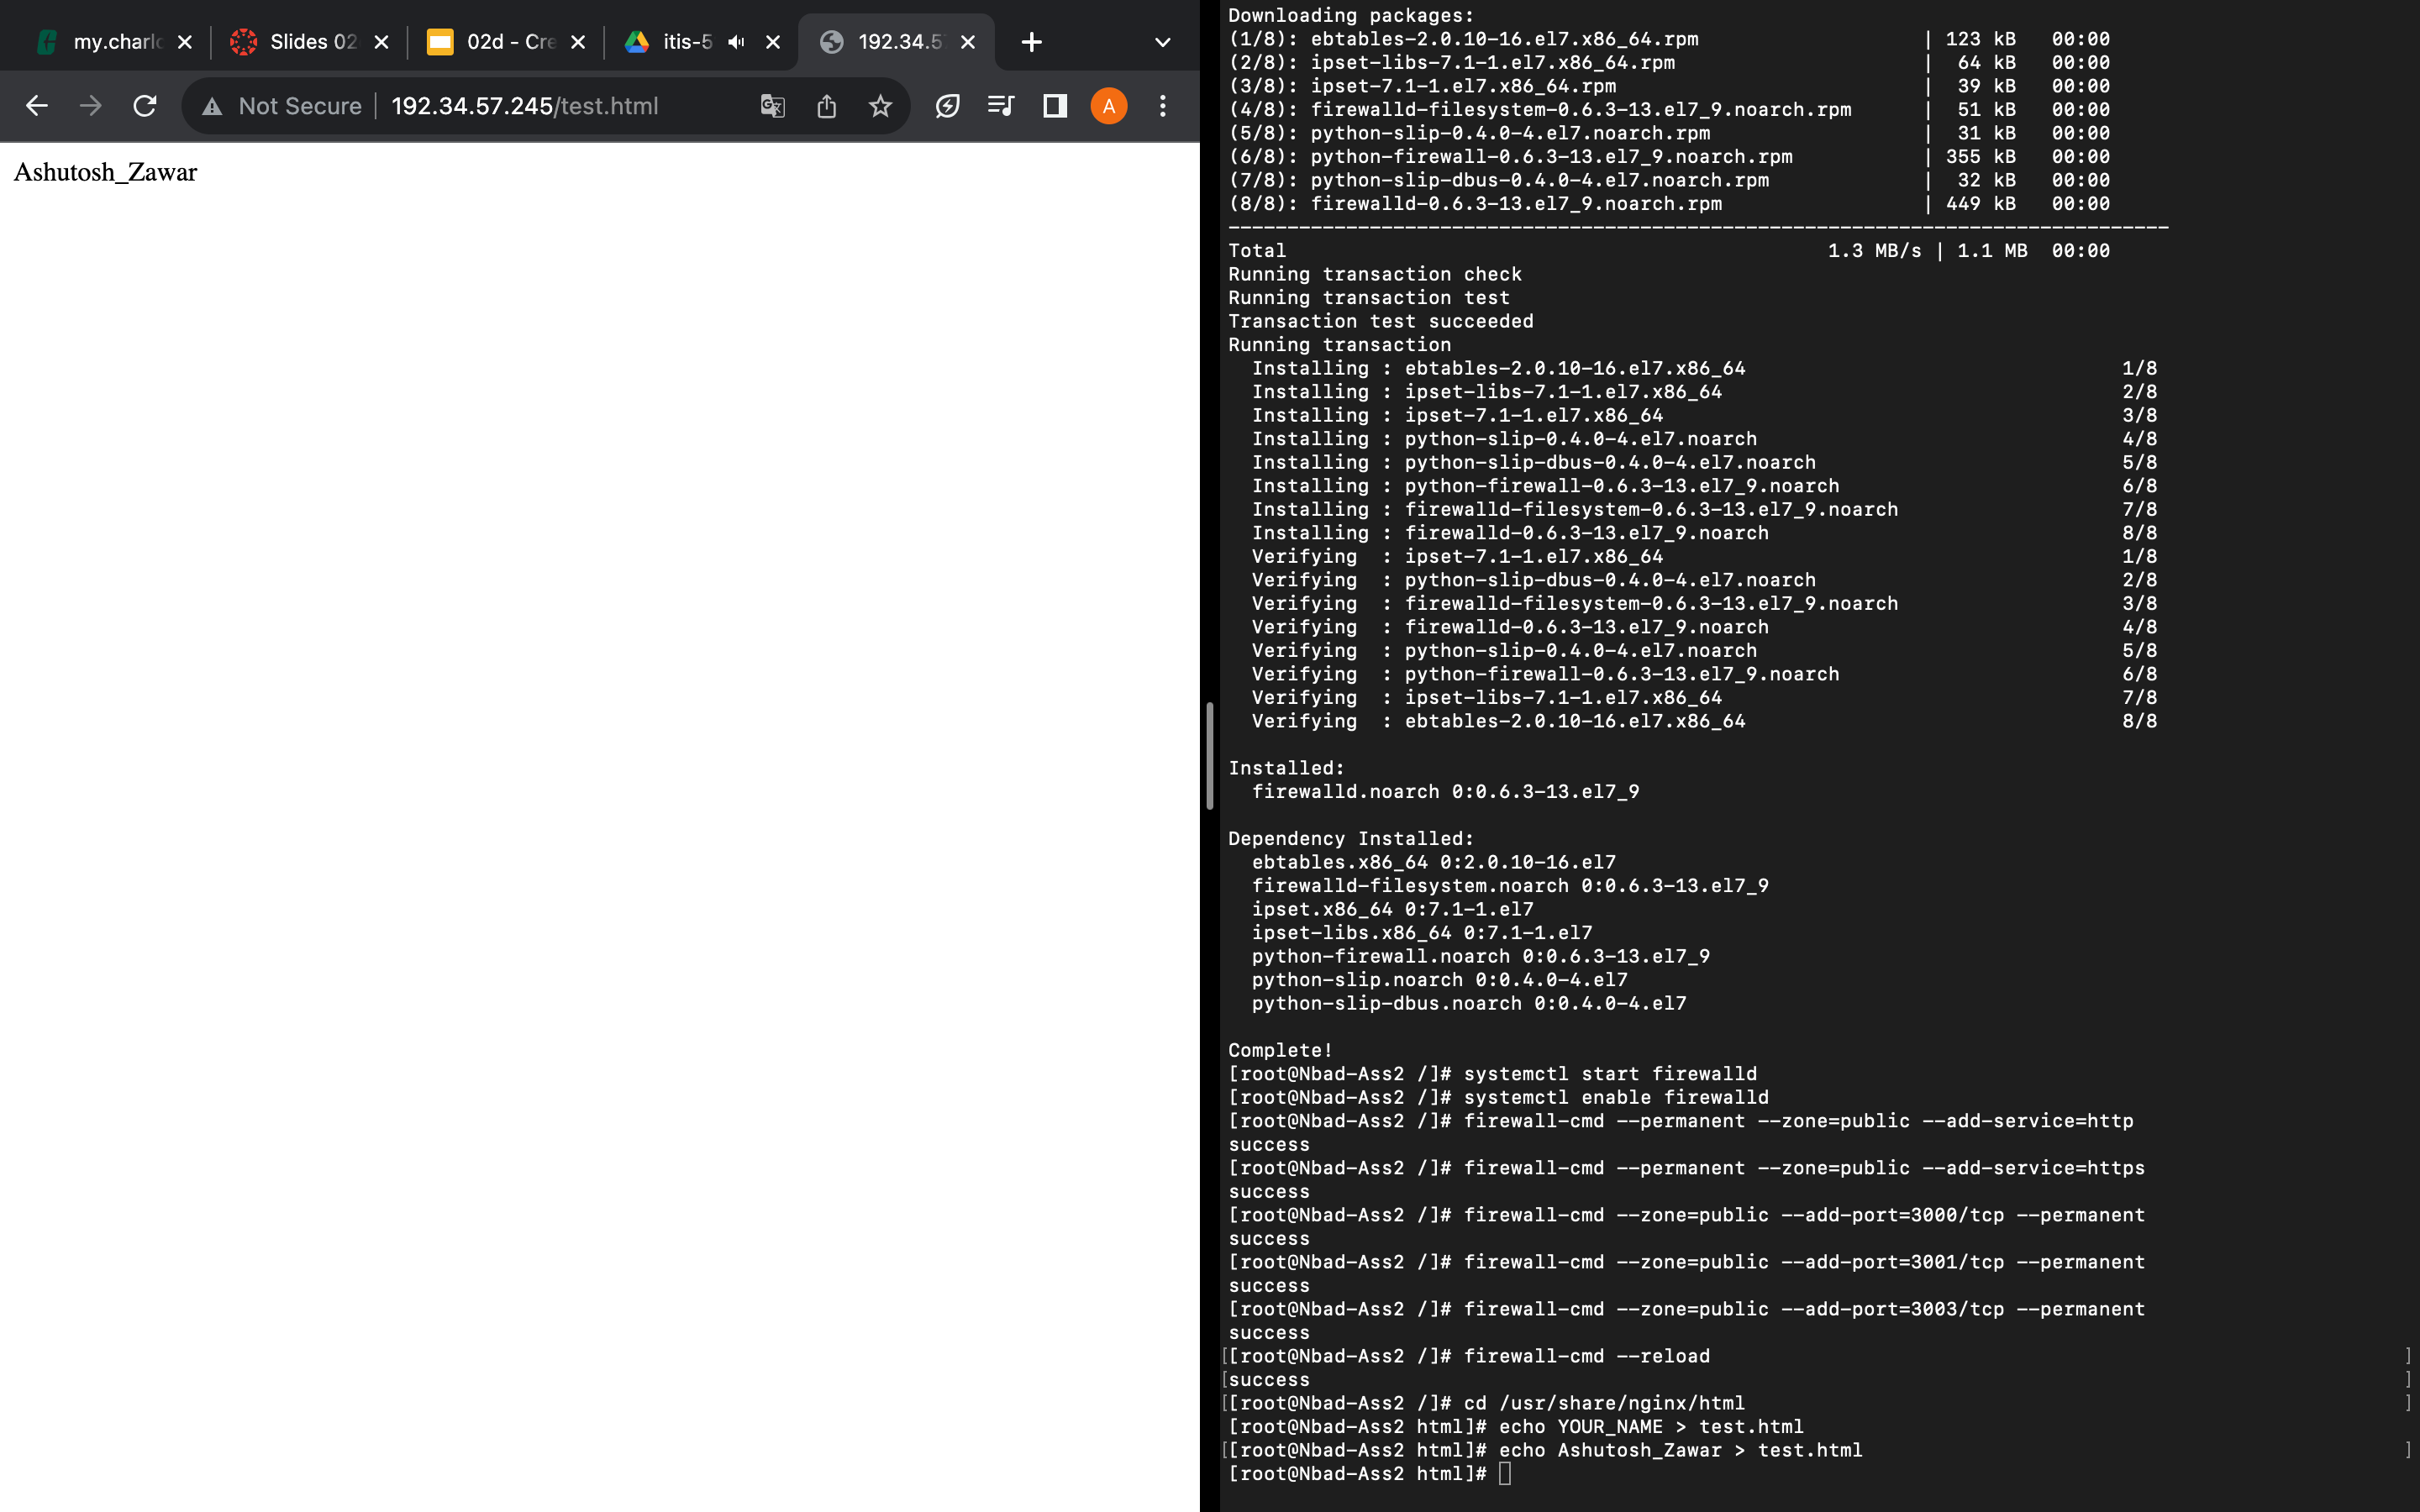 my.charlo
Slides 02
02d - Cre
itis-5
192.34.5
Not Secure
192.34.57.245/test.html
A
Ashutosh_Zawar
Downloading packages:
(1/8): ebtables-2.0.10-16.el7.x86_64.rpm | 123 kB 00:00
(2/8): ipset-libs-7.1-1.el7.x86_64.rpm | 64 kB 00:00
(3/8): ipset-7.1-1.el7.x86_64.rpm | 39 kB 00:00
(4/8): firewalld-filesystem-0.6.3-13.el7_9.noarch.rpm | 51 kB 00:00
(5/8): python-slip-0.4.0-4.el7.noarch.rpm | 31 kB 00:00
(6/8): python-firewall-0.6.3-13.el7_9.noarch.rpm | 355 kB 00:00
(7/8): python-slip-dbus-0.4.0-4.el7.noarch.rpm | 32 kB 00:00
(8/8): firewalld-0.6.3-13.el7_9.noarch.rpm | 449 kB 00:00
--------------------------------------------------------------------------------
Total 1.3 MB/s | 1.1 MB 00:00
Running transaction check
Running transaction test
Transaction test succeeded
Running transaction
Installing : ebtables-2.0.10-16.el7.x86_64 1/8
Installing : ipset-libs-7.1-1.el7.x86_64 2/8
Installing : ipset-7.1-1.el7.x86_64 3/8
Installing : python-slip-0.4.0-4.el7.noarch 4/8
Installing : python-slip-dbus-0.4.0-4.el7.noarch 5/8
Installing : python-firewall-0.6.3-13.el7_9.noarch 6/8
Installing : firewalld-filesystem-0.6.3-13.el7_9.noarch 7/8
Installing : firewalld-0.6.3-13.el7_9.noarch 8/8
Verifying : ipset-7.1-1.el7.x86_64 1/8
Verifying : python-slip-dbus-0.4.0-4.el7.noarch 2/8
Verifying : firewalld-filesystem-0.6.3-13.el7_9.noarch 3/8
Verifying : firewalld-0.6.3-13.el7_9.noarch 4/8
Verifying : python-slip-0.4.0-4.el7.noarch 5/8
Verifying : python-firewall-0.6.3-13.el7_9.noarch 6/8
Verifying : ipset-libs-7.1-1.el7.x86_64 7/8
Verifying : ebtables-2.0.10-16.el7.x86_64 8/8
Installed:
firewalld.noarch 0:0.6.3-13.el7_9
Dependency Installed:
ebtables.x86_64 0:2.0.10-16.el7
firewalld-filesystem.noarch 0:0.6.3-13.el7_9
ipset.x86_64 0:7.1-1.el7
ipset-libs.x86_64 0:7.1-1.el7
python-firewall.noarch 0:0.6.3-13.el7_9
python-slip.noarch 0:0.4.0-4.el7
python-slip-dbus.noarch 0:0.4.0-4.el7
Complete!
[root@Nbad-Ass2 /]# systemctl start firewalld
[root@Nbad-Ass2 /]# systemctl enable firewalld
[root@Nbad-Ass2 /]# firewall-cmd --permanent --zone=public --add-service=http
success
[root@Nbad-Ass2 /]# firewall-cmd --permanent --zone=public --add-service=https
success
[root@Nbad-Ass2 /]# firewall-cmd --zone=public --add-port=3000/tcp --permanent
success
[root@Nbad-Ass2 /]# firewall-cmd --zone=public --add-port=3001/tcp --permanent
success
[root@Nbad-Ass2 /]# firewall-cmd --zone=public --add-port=3003/tcp --permanent
success
[[root@Nbad-Ass2 /]# firewall-cmd --reload ]
[success ]
[[root@Nbad-Ass2 /]# cd /usr/share/nginx/html ]
[root@Nbad-Ass2 html]# echo YOUR_NAME > test.html
[[root@Nbad-Ass2 html]# echo Ashutosh_Zawar > test.html ]
[root@Nbad-Ass2 html]#